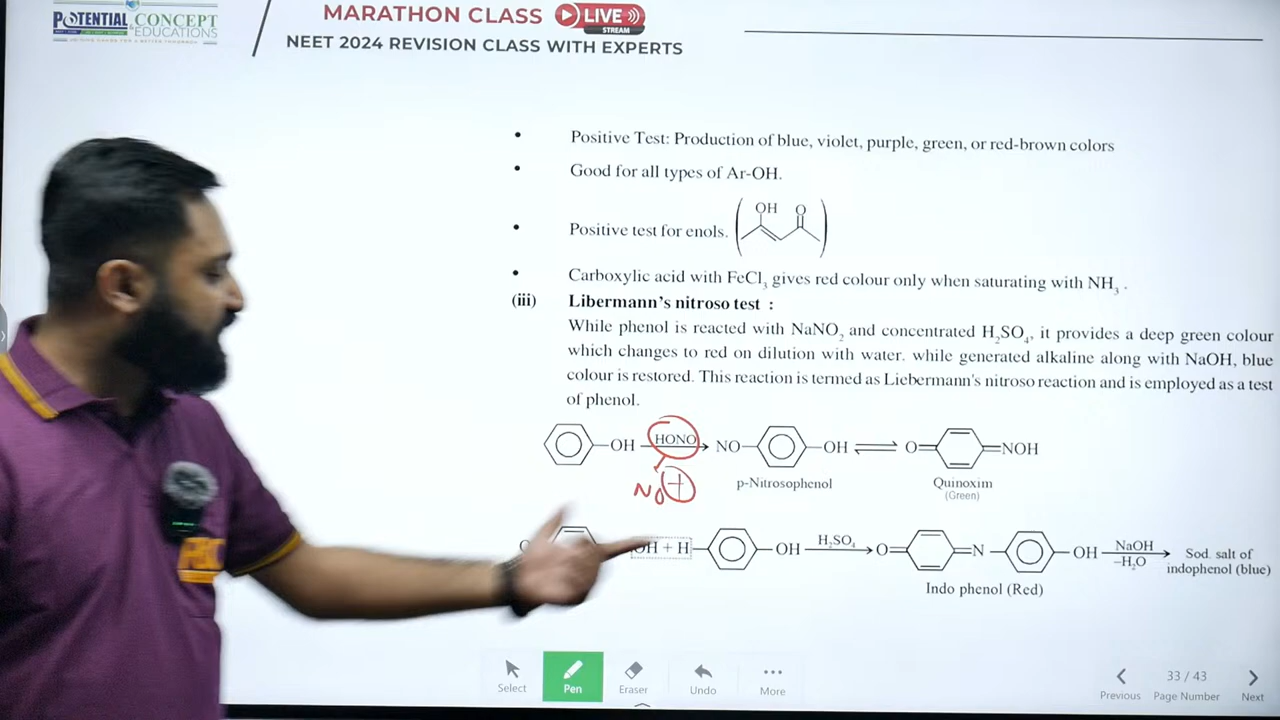 POTENTIAL CONCEPT
EDUCATIONS
MARATHON CLASS LIVE
STREAM
NEET 2024 REVISION CLASS WITH EXPERTS
• Positive Test: Production of blue, violet, purple, green, or red-brown colors
• Good for all types of Ar-OH.
OH O
• Positive test for enols.
• Carboxylic acid with FeCl₃ gives red colour only when saturating with NH₃ .
(iii) Libermann's nitroso test :
While phenol is reacted with NaNO₂ and concentrated H₂SO₄, it provides a deep green colour
which changes to red on dilution with water. while generated alkaline along with NaOH, blue
colour is restored. This reaction is termed as Liebermann's nitroso reaction and is employed as a test
of phenol.
OH HONO NO OH O NOH
NO+
p-Nitrosophenol Quinoxim
(Green)
OH + H OH H₂SO₄ O N OH NaOH –H₂O Sod. salt of
indophenol (blue)
Indo phenol (Red)
Select Pen Eraser Undo More
33 / 43
Previous Page Number Next